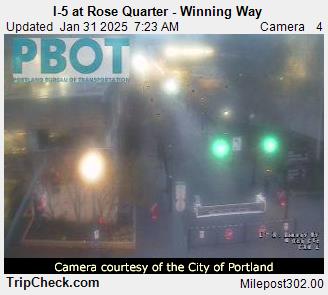 I-5 at Rose Quarter - Winning Way
Updated Jan 31 2025 7:23 AM Camera 4
PBOT
PORTLAND BUREAU OF TRANSPORTATION
Camera courtesy of the City of Portland
TripCheck.com Milepost302.00